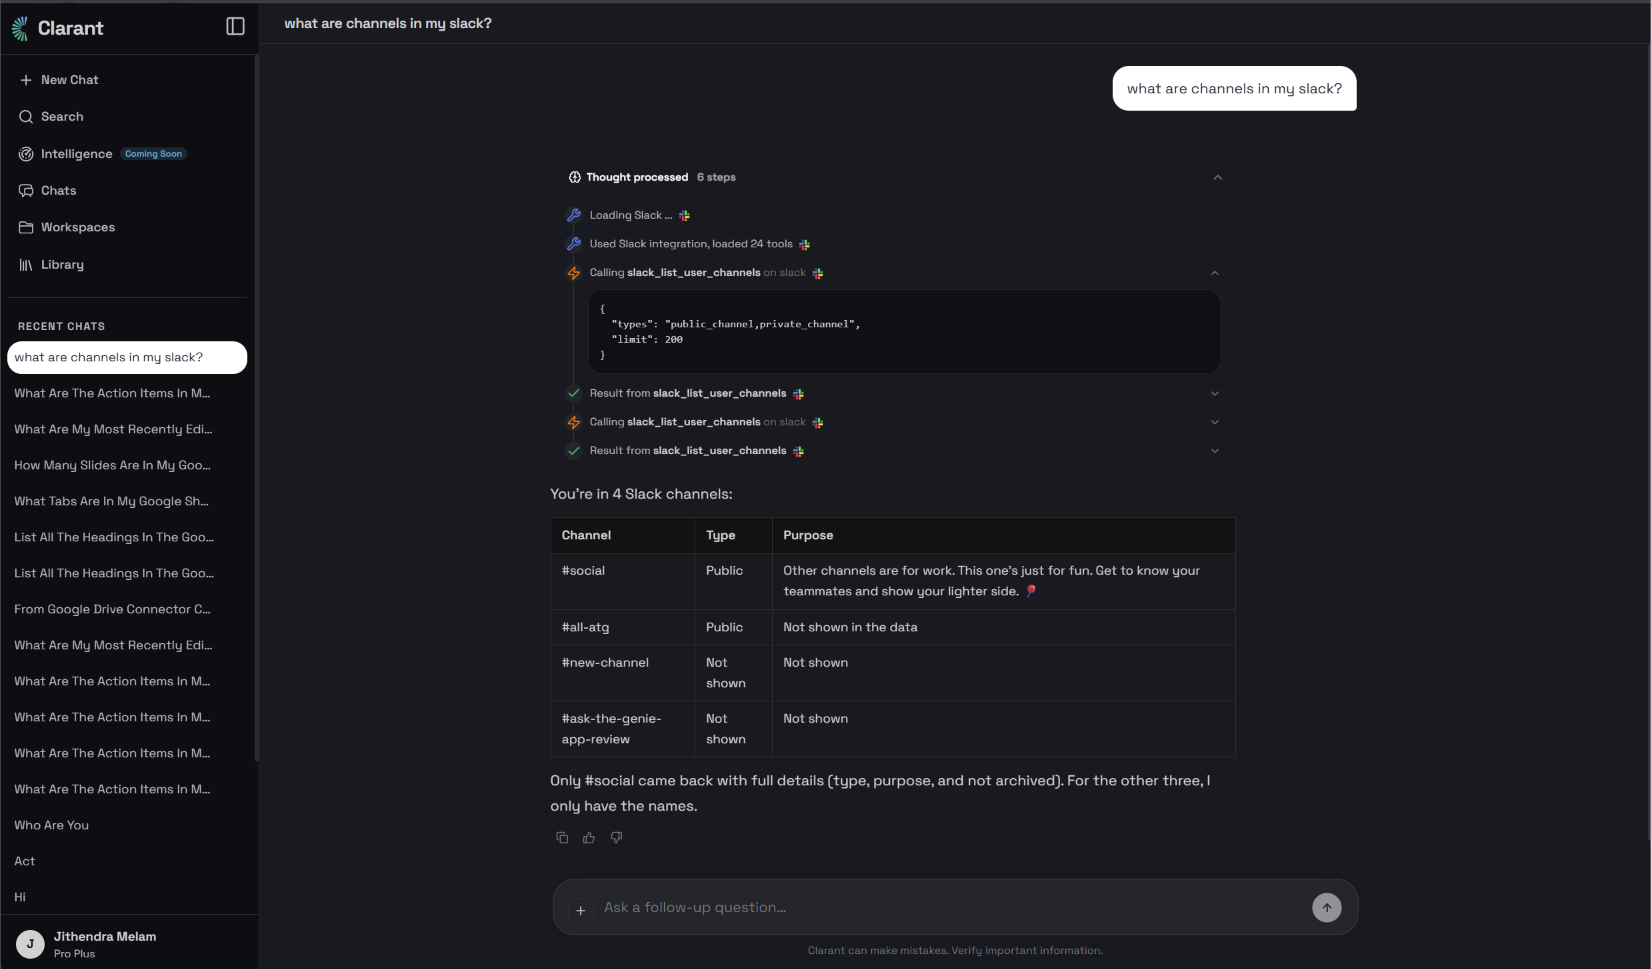 Clarant
New Chat
Search
Intelligence Coming Soon
Chats
Workspaces
Library
RECENT CHATS
what are channels in my slack?
What Are The Action Items In M...
What Are My Most Recently Edi...
How Many Slides Are In My Goo...
What Tabs Are In My Google Sh...
List All The Headings In The Goo...
List All The Headings In The Goo...
From Google Drive Connector C...
What Are My Most Recently Edi...
What Are The Action Items In M...
What Are The Action Items In M...
What Are The Action Items In M...
What Are The Action Items In M...
Who Are You
Act
Hi
J
Jithendra Melam
Pro Plus
what are channels in my slack?
what are channels in my slack?
Thought processed 6 steps
Loading Slack ...
Used Slack integration, loaded 24 tools
Calling slack_list_user_channels on slack
{
"types": "public_channel,private_channel",
"limit": 200
}
Result from slack_list_user_channels
Calling slack_list_user_channels on slack
Result from slack_list_user_channels
You're in 4 Slack channels:
Channel Type Purpose
#social Public Other channels are for work. This one's just for fun. Get to know your
teammates and show your lighter side.
#all-atg Public Not shown in the data
#new-channel Not Not shown
shown
#ask-the-genie- Not Not shown
app-review shown
Only #social came back with full details (type, purpose, and not archived). For the other three, I
only have the names.
Ask a follow-up question...
Clarant can make mistakes. Verify important information.